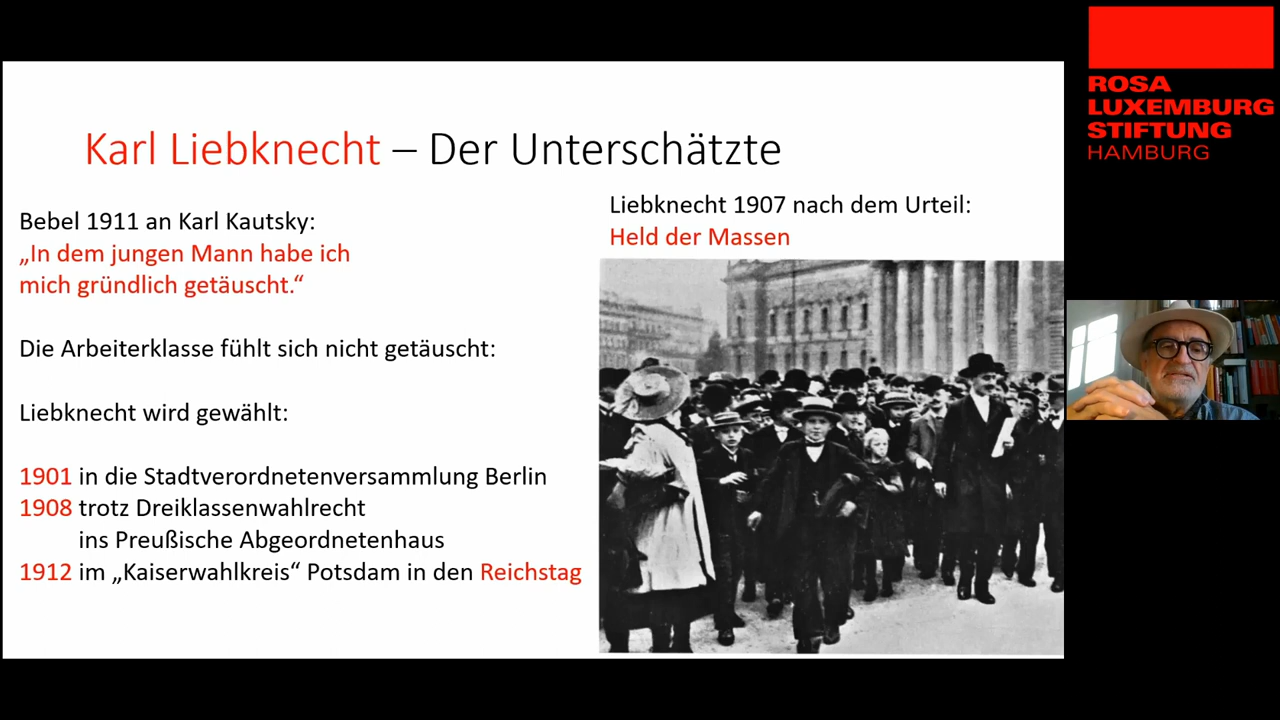 Karl Liebknecht – Der Unterschätzte
Bebel 1911 an Karl Kautsky:
„In dem jungen Mann habe ich
mich gründlich getäuscht.“
Die Arbeiterklasse fühlt sich nicht getäuscht:
Liebknecht wird gewählt:
1901 in die Stadtverordnetenversammlung Berlin
1908 trotz Dreiklassenwahlrecht
ins Preußische Abgeordnetenhaus
1912 im „Kaiserwahlkreis“ Potsdam in den Reichstag
Liebknecht 1907 nach dem Urteil:
Held der Massen
ROSA
LUXEMBURG
STIFTUNG
HAMBURG